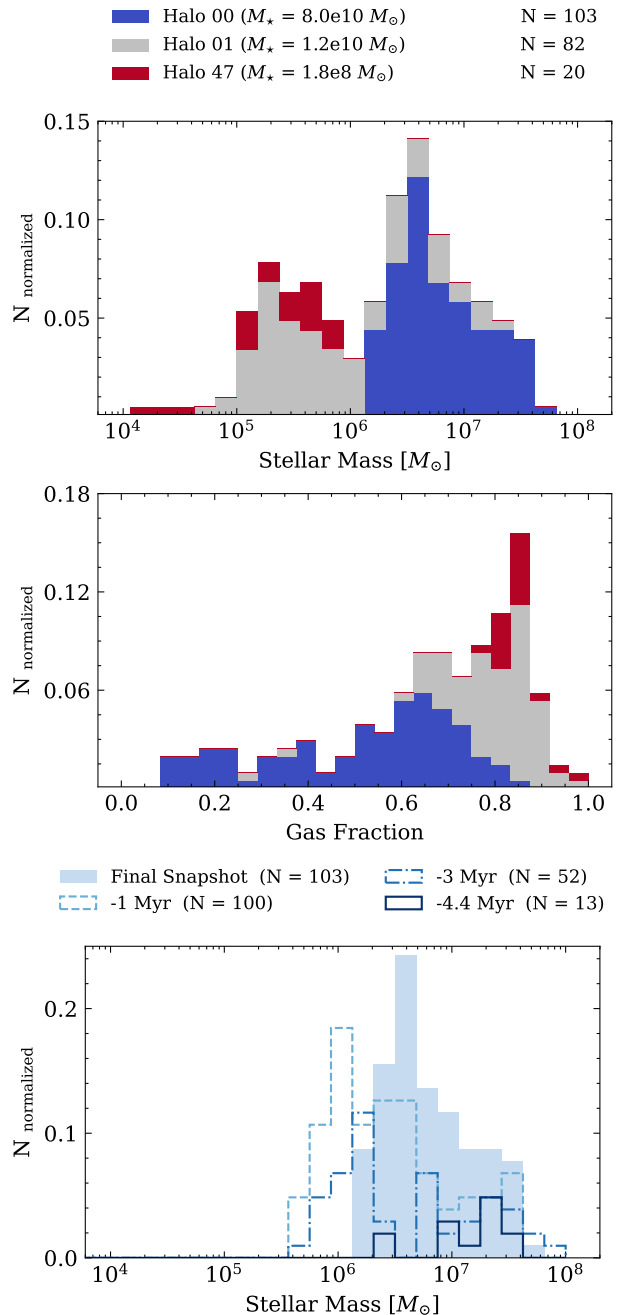 Halo 00 (M⋆ = 8.0e10 M⊙) N = 103
Halo 01 (M⋆ = 1.2e10 M⊙) N = 82
Halo 47 (M⋆ = 1.8e8 M⊙) N = 20
0.15
0.10
0.05
N normalized
10⁴ 10⁵ 10⁶ 10⁷ 10⁸
Stellar Mass [M⊙]
0.18
0.12
0.06
N normalized
0.0 0.2 0.4 0.6 0.8 1.0
Gas Fraction
Final Snapshot (N = 103) -3 Myr (N = 52)
-1 Myr (N = 100) -4.4 Myr (N = 13)
0.2
0.1
0.0
N normalized
10⁴ 10⁵ 10⁶ 10⁷ 10⁸
Stellar Mass [M⊙]